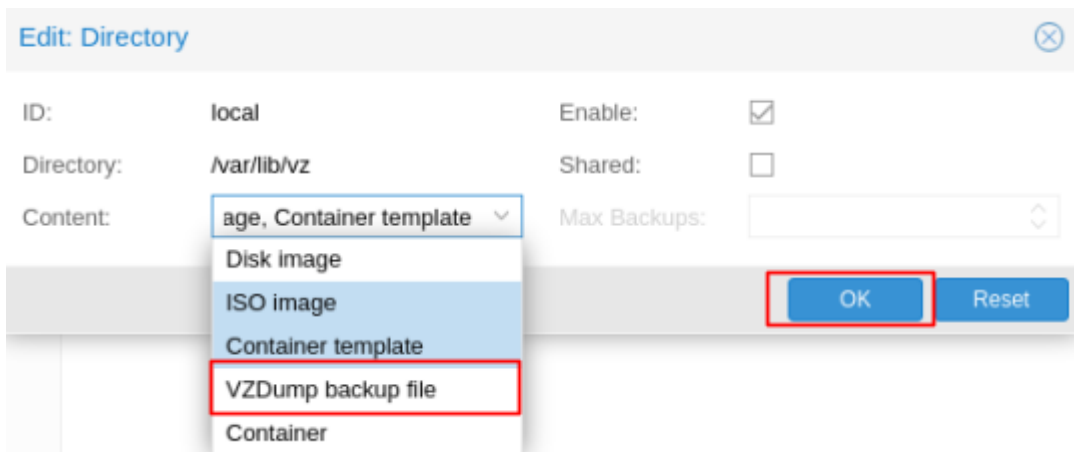 Edit: Directory
ID: local Enable:
Directory: /var/lib/vz Shared:
Content: age, Container template Max Backups:
Disk image
ISO image
OK Reset
Container template
VZDump backup file
Container